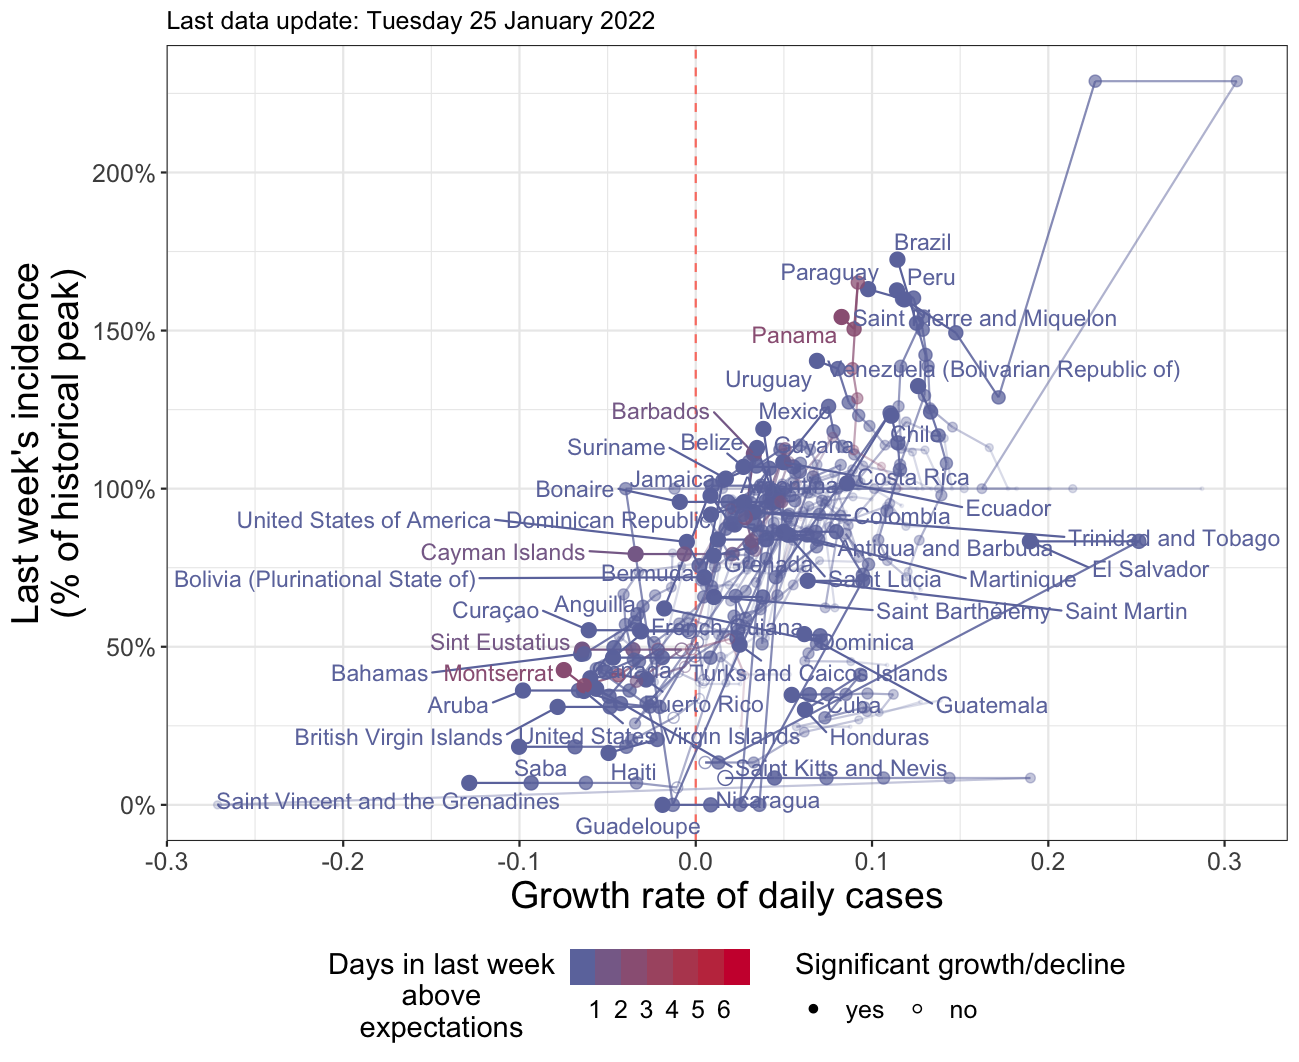 Last data update: Tuesday 25 January 2022
Last week's incidence
(% of historical peak)
200%
150%
100%
50%
0%
Brazil
Paraguay
Peru
Saint Pierre and Miquelon
Panama
Venezuela (Bolivarian Republic of)
Uruguay
Barbados
Mexico
Chile
Suriname
Belize
Guyana
Jamaica
Costa Rica
Bonaire
Ecuador
United States of America
Dominican Republic
Colombia
Trinidad and Tobago
Cayman Islands
Antigua and Barbuda
Grenada
El Salvador
Bolivia (Plurinational State of)
Bermuda
Saint Lucia
Martinique
Curaçao
Anguilla
Saint Barthélemy
Saint Martin
French Guiana
Sint Eustatius
Dominica
Bahamas
Montserrat
Canada
Turks and Caicos Islands
Aruba
Puerto Rico
Cuba
Guatemala
British Virgin Islands
United States Virgin Islands
Honduras
Saba
Haiti
Saint Kitts and Nevis
Saint Vincent and the Grenadines
Nicaragua
Guadeloupe
-0.3
-0.2
-0.1
0.0
0.1
0.2
0.3
Growth rate of daily cases
Days in last week
above
expectations
1 2 3 4 5 6
Significant growth/decline
yes
no